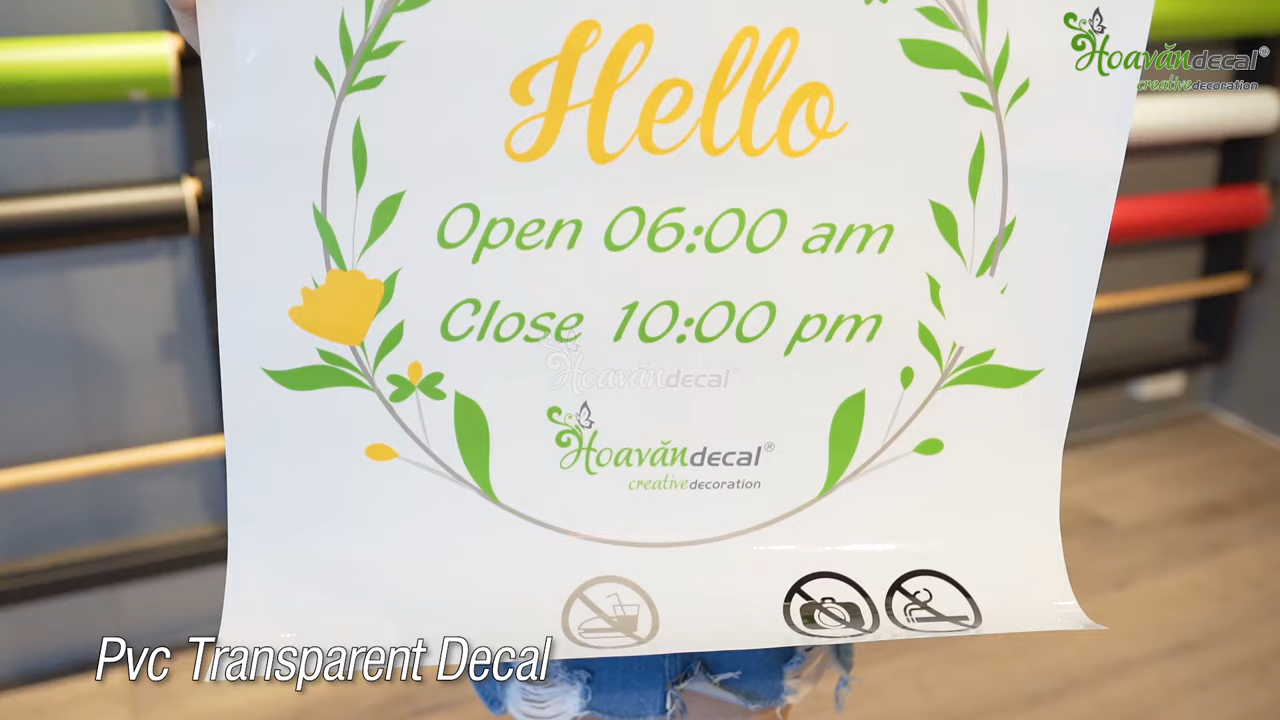 Hello
Hoavăndecal®
creativedecoration
Open 06:00 am
Close 10:00 pm
Hoavăndecal
Hoavăndecal®
creativedecoration
Pvc Transparent Decal